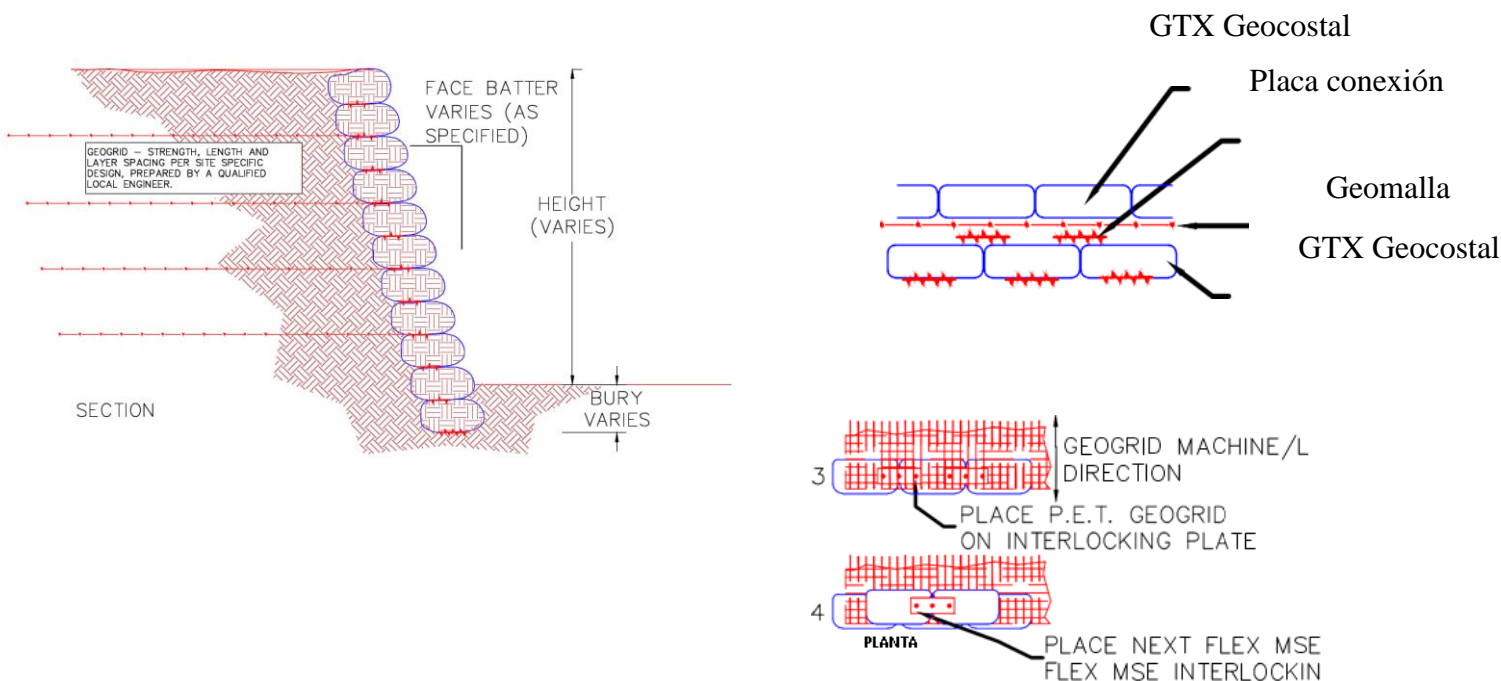 FACE BATTER
VARIES (AS
SPECIFIED)
GEOGRID – STRENGTH, LENGTH AND
LAYER SPACING PER SITE SPECIFIC
DESIGN, PREPARED BY A QUALIFIED
LOCAL ENGINEER.
HEIGHT
(VARIES)
SECTION
BURY
VARIES
GTX Geocostal
Placa conexión
Geomalla
GTX Geocostal
3
GEOGRID MACHINE/L
DIRECTION
PLACE P.E.T. GEOGRID
ON INTERLOCKING PLATE
4
PLANTA
PLACE NEXT FLEX MSE
FLEX MSE INTERLOCKIN